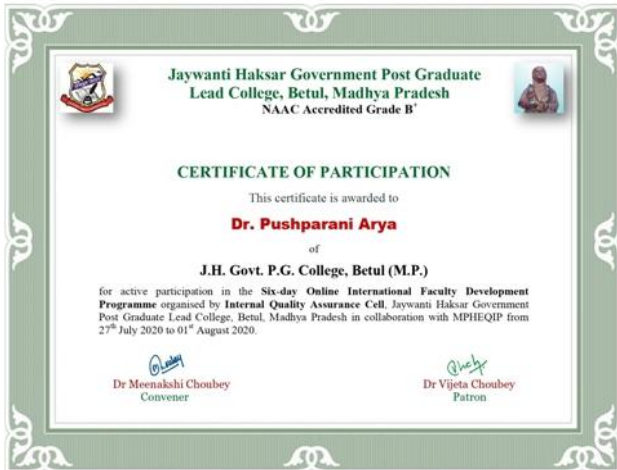 Jaywanti Haksar Government Post Graduate
Lead College, Betul, Madhya Pradesh
NAAC Accredited Grade B+
CERTIFICATE OF PARTICIPATION
This certificate is awarded to
Dr. Pushparani Arya
of
J.H. Govt. P.G. College, Betul (M.P.)
for active participation in the Six-day Online International Faculty Development
Programme organised by Internal Quality Assurance Cell, Jaywanti Haksar Government
Post Graduate Lead College, Betul, Madhya Pradesh in collaboration with MPHEQIP from
27th July 2020 to 01st August 2020.
Dr Meenakshi Choubey
Convener
Dr Vijeta Choubey
Patron